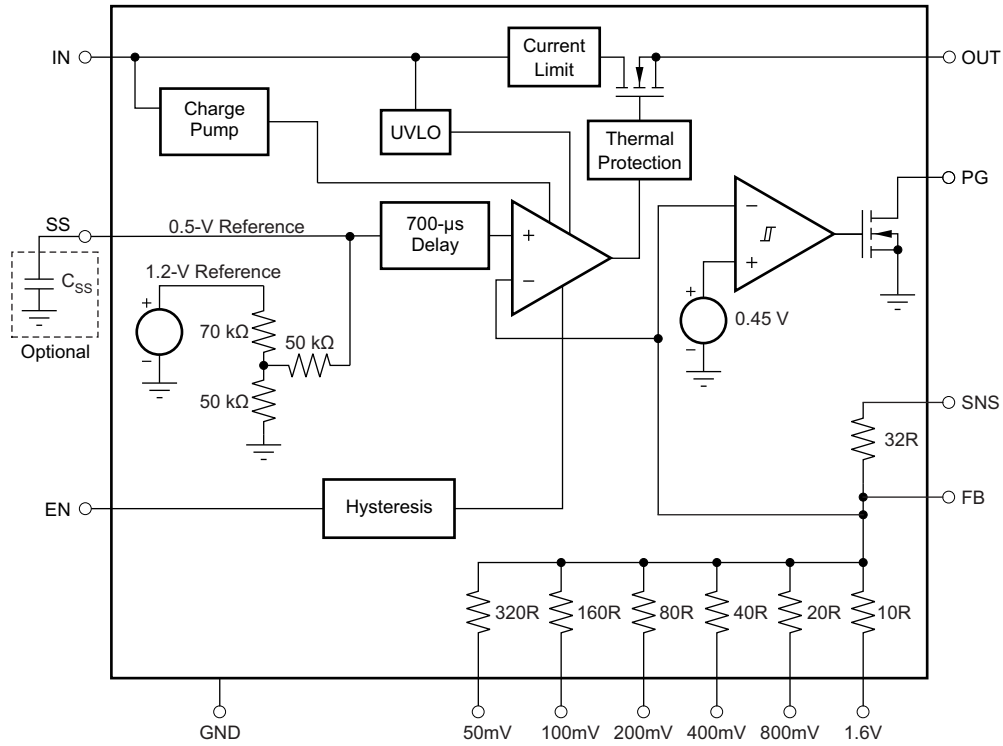 IN
Current
Limit
OUT
Charge
Pump
UVLO
Thermal
Protection
PG
SS
0.5-V Reference
700-µs
Delay
+
−
−
+
C_SS
Optional
1.2-V Reference
+
−
70 kΩ
50 kΩ
50 kΩ
+
−
0.45 V
SNS
32R
FB
EN
Hysteresis
320R
160R
80R
40R
20R
10R
GND
50mV
100mV
200mV
400mV
800mV
1.6V